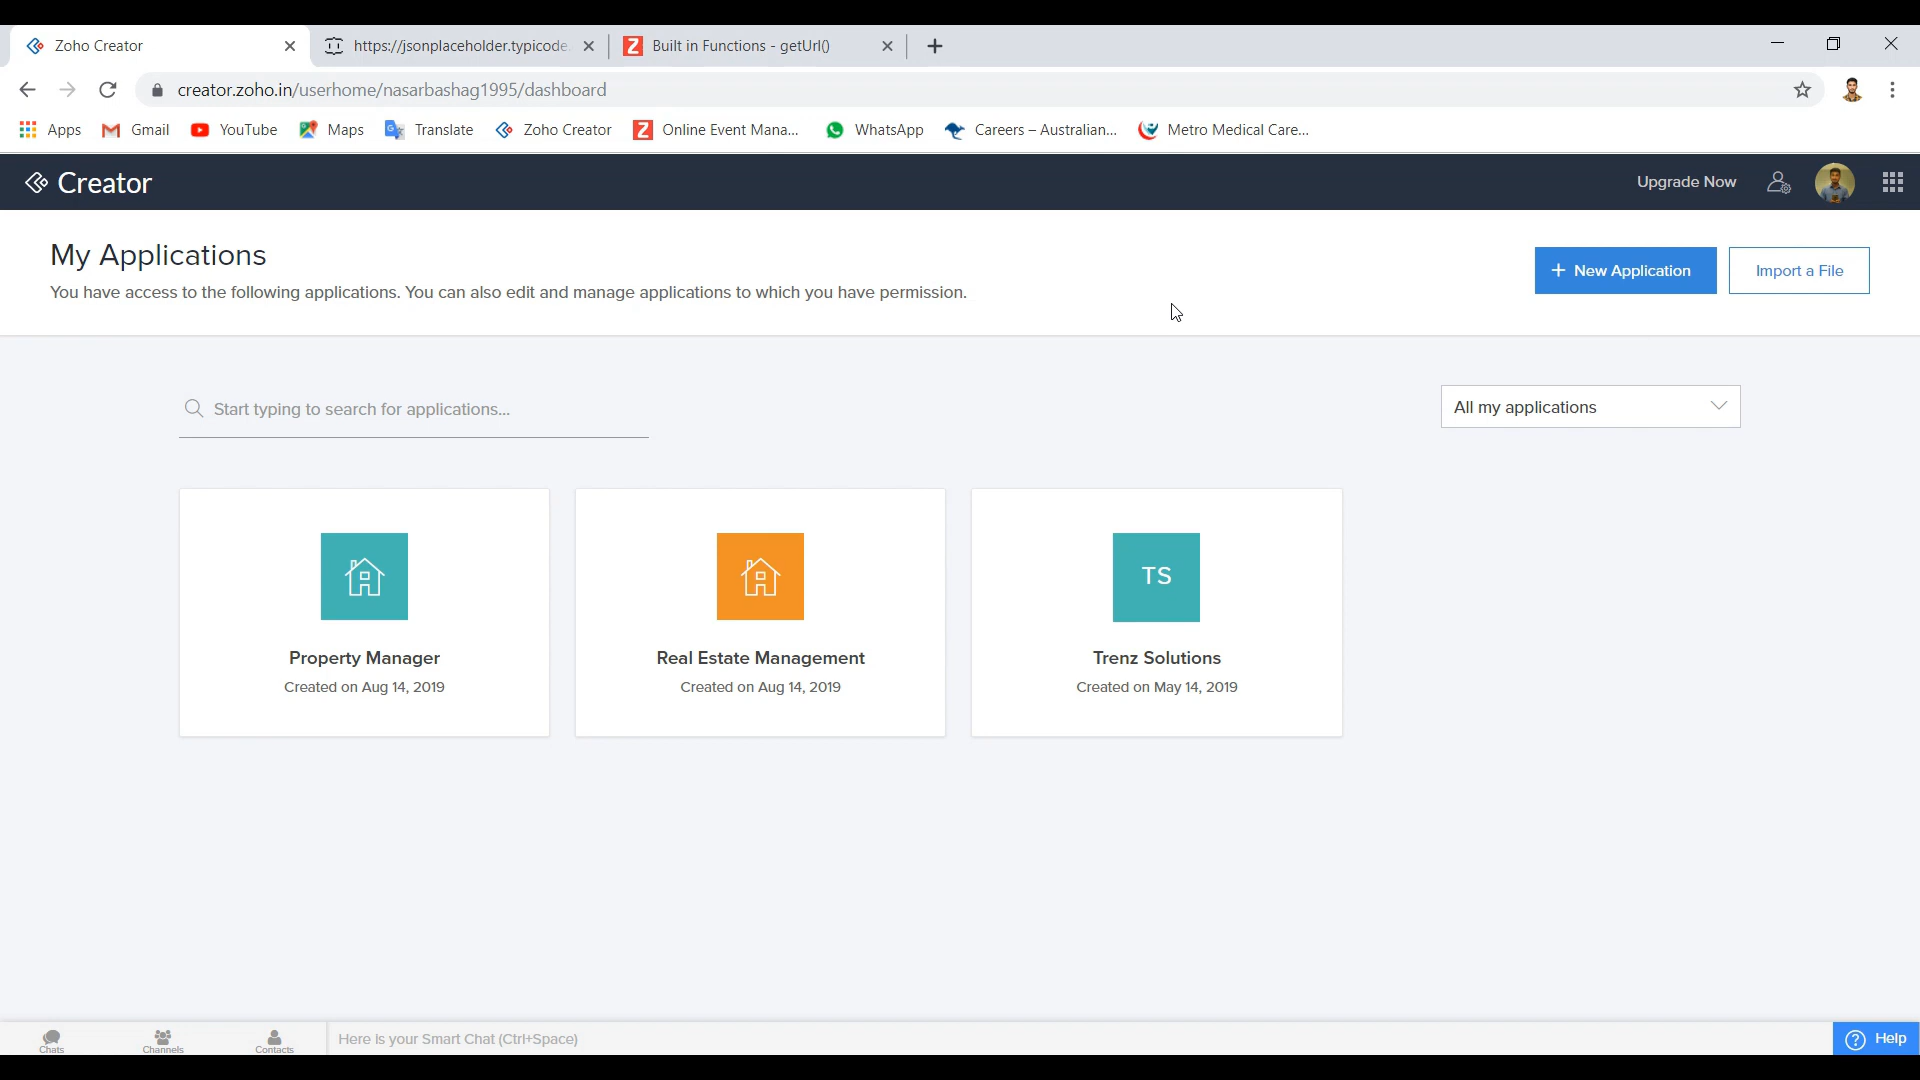 Zoho Creator
https://jsonplaceholder.typicode.
Built in Functions - getUrl()
creator.zoho.in/userhome/nasarbashag1995/dashboard
Apps
Gmail
YouTube
Maps
Translate
Zoho Creator
Online Event Mana...
WhatsApp
Careers – Australian...
Metro Medical Care...
Creator
Upgrade Now
My Applications
You have access to the following applications. You can also edit and manage applications to which you have permission.
+ New Application
Import a File
Start typing to search for applications...
All my applications
TS
Property Manager
Created on Aug 14, 2019
Real Estate Management
Created on Aug 14, 2019
Trenz Solutions
Created on May 14, 2019
Chats
Channels
Contacts
Here is your Smart Chat (Ctrl+Space)
Help